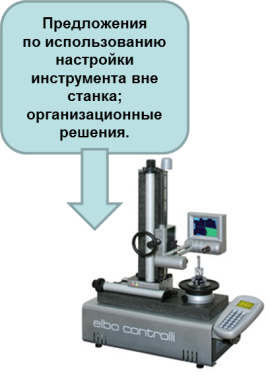 Предложения
по использованию
настройки
инструмента вне
станка;
организационные
решения.
elbo controlli